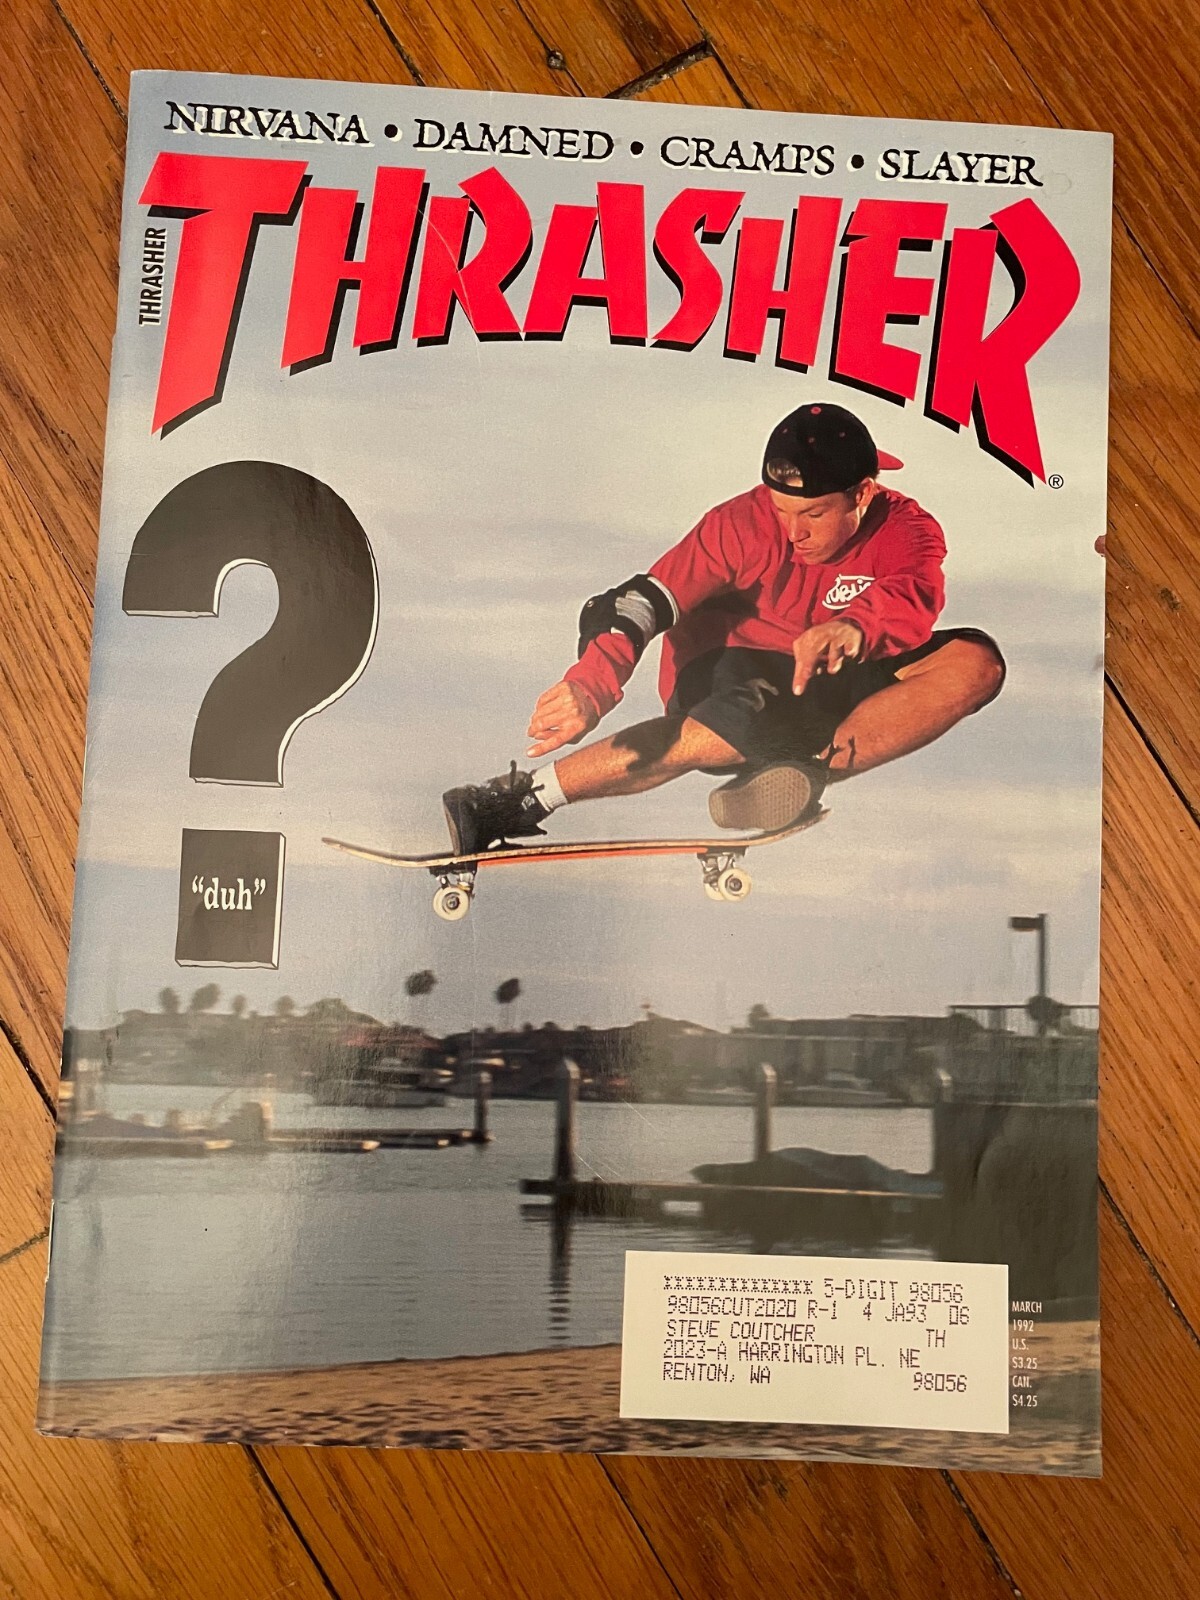 NIRVANA • DAMNED • CRAMPS • SLAYER
THRASHER
THRASHER
®
?
"duh"
************** 5-DIGIT 98056
98056CUT2020 R-1 4 JA93 06
STEVE COUTCHER TH
2023-A HARRINGTON PL. NE
RENTON, WA 98056
MARCH
1992
U.S.
$3.25
CAN.
$4.25